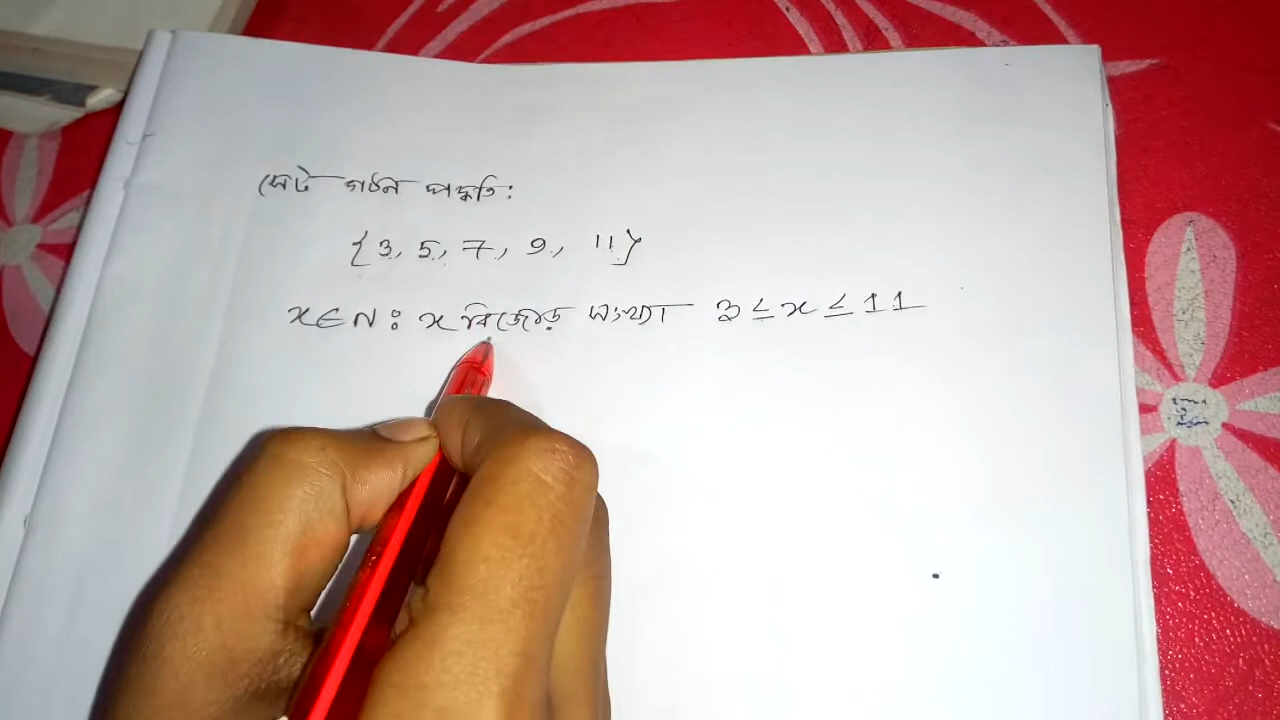 সেট গঠন পদ্ধতি:
{3, 5, 7, 9, 11}
x∈N: x বিজোড় সংখ্যা 3 ≤ x ≤ 11